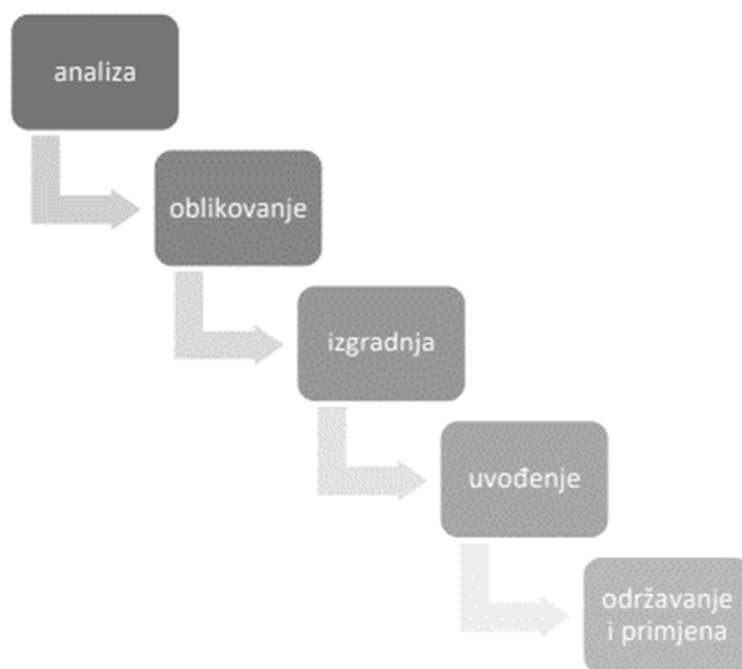 analiza
oblikovanje
izgradnja
uvođenje
održavanje
i primjena